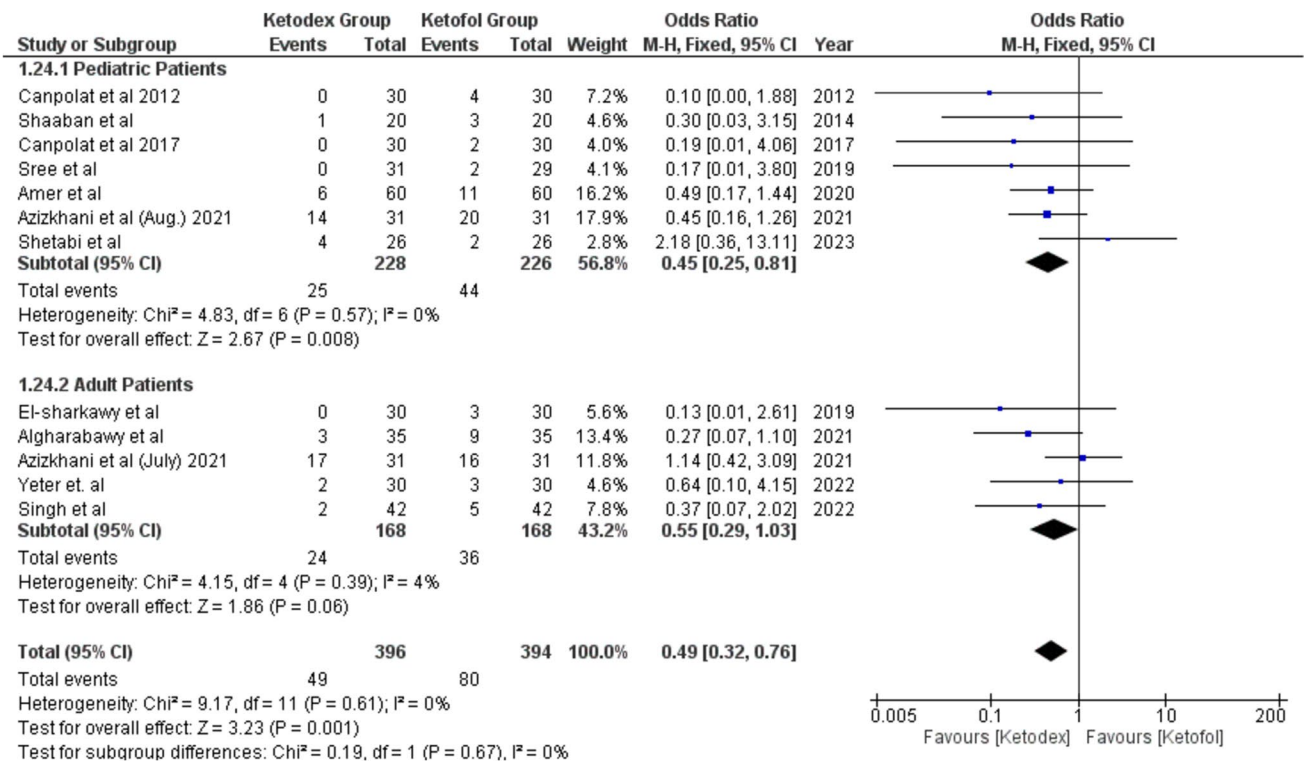 Ketodex Group Ketofol Group Odds Ratio Odds Ratio
Study or Subgroup Events Total Events Total Weight M-H, Fixed, 95% CI Year M-H, Fixed, 95% CI
1.24.1 Pediatric Patients
Canpolat et al 2012 0 30 4 30 7.2% 0.10 [0.00, 1.88] 2012
Shaaban et al 1 20 3 20 4.6% 0.30 [0.03, 3.15] 2014
Canpolat et al 2017 0 30 2 30 4.0% 0.19 [0.01, 4.06] 2017
Sree et al 0 31 2 29 4.1% 0.17 [0.01, 3.80] 2019
Amer et al 6 60 11 60 16.2% 0.49 [0.17, 1.44] 2020
Azizkhani et al (Aug.) 2021 14 31 20 31 17.9% 0.45 [0.16, 1.26] 2021
Shetabi et al 4 26 2 26 2.8% 2.18 [0.36, 13.11] 2023
Subtotal (95% CI) 228 226 56.8% 0.45 [0.25, 0.81]
Total events 25 44
Heterogeneity: Chi² = 4.83, df = 6 (P = 0.57); I² = 0%
Test for overall effect: Z = 2.67 (P = 0.008)
1.24.2 Adult Patients
El-sharkawy et al 0 30 3 30 5.6% 0.13 [0.01, 2.61] 2019
Algharabawy et al 3 35 9 35 13.4% 0.27 [0.07, 1.10] 2021
Azizkhani et al (July) 2021 17 31 16 31 11.8% 1.14 [0.42, 3.09] 2021
Yeter et. al 2 30 3 30 4.6% 0.64 [0.10, 4.15] 2022
Singh et al 2 42 5 42 7.8% 0.37 [0.07, 2.02] 2022
Subtotal (95% CI) 168 168 43.2% 0.55 [0.29, 1.03]
Total events 24 36
Heterogeneity: Chi² = 4.15, df = 4 (P = 0.39); I² = 4%
Test for overall effect: Z = 1.86 (P = 0.06)
Total (95% CI) 396 394 100.0% 0.49 [0.32, 0.76]
Total events 49 80
Heterogeneity: Chi² = 9.17, df = 11 (P = 0.61); I² = 0%
Test for overall effect: Z = 3.23 (P = 0.001)
Test for subgroup differences: Chi² = 0.19, df = 1 (P = 0.67), I² = 0%
0.005 0.1 1 10 200
Favours [Ketodex] Favours [Ketofol]